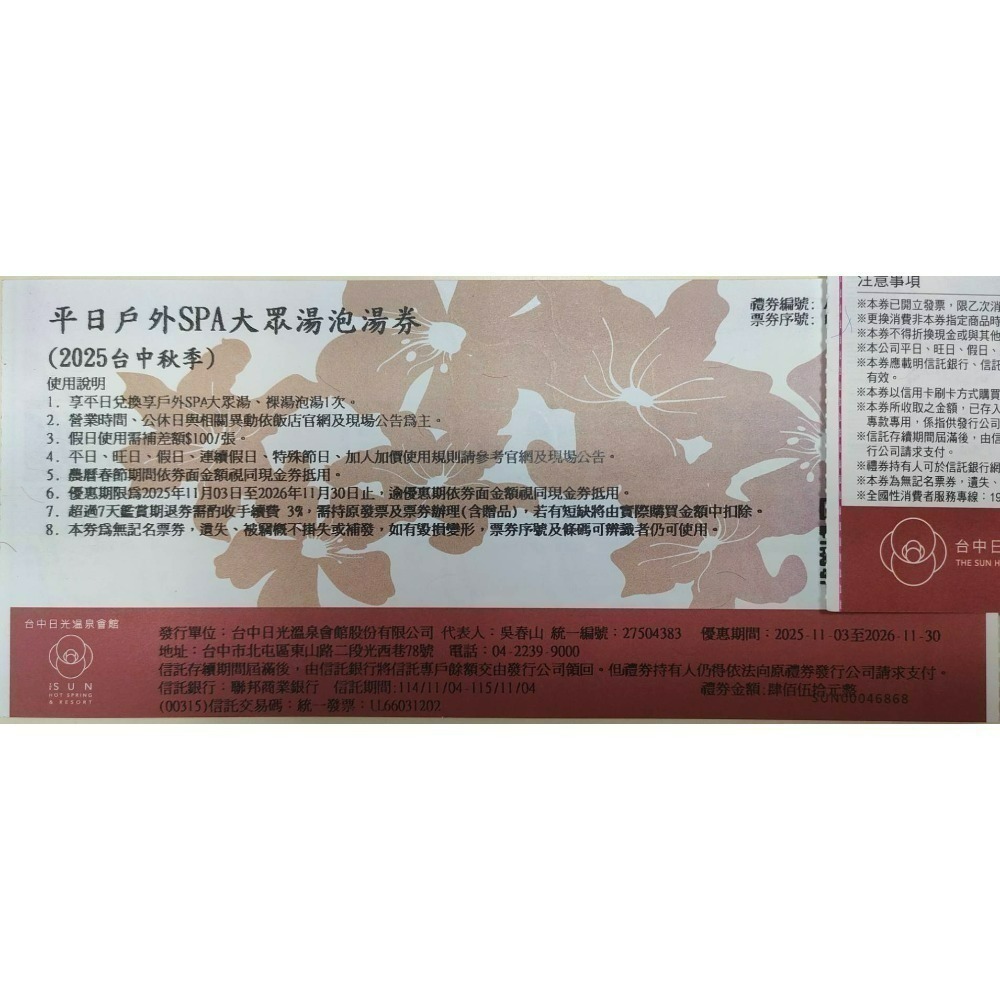 平日戶外SPA大眾湯泡湯券
(2025台中秋季)
使用說明
1. 享平日兌換享戶外SPA大眾湯、裸湯泡湯1次。
2. 營業時間、公休日與相關異動依飯店官網及現場公告為主。
3. 假日使用需補差額$100/張。
4. 平日、旺日、假日、連續假日、特殊節日、加人加價使用規則請參考官網及現場公告。
5. 農曆春節期間依券面金額視同現金券抵用。
6. 優惠期限為2025年11月03日至2026年11月30日止，逾優惠期依券面金額視同現金券抵用。
7. 超過7天鑑賞期退券需酌收手續費 3%，需持原發票及票券辦理(含贈品)，若有短缺將由實際購買金額中扣除。
8. 本券為無記名票券，遺失、被竊概不掛失或補發，如有毀損變形，票券序號及條碼可辨識者仍可使用。
禮券編號:
票券序號:
注意事項
※本券已開立發票，限乙次消
※更換消費非本券指定商品時
※本券不得折換現金或與其他
※本公司平日、旺日、假日、
※本券應載明信託銀行、信託
有效。
※本券以信用卡刷卡方式購買
※本券所收取之金額，已存入
專款專用，係指供發行公司
※信託存續期間屆滿後，由信
行公司請求支付。
※禮券持有人可於信託銀行網
※本券為無記名票券，遺失、
※全國性消費者服務專線：19
台中日
THE SUN H
台中日光溫泉會館
iSUN
HOT SPRING
& RESORT
發行單位：台中日光溫泉會館股份有限公司 代表人：吳春山 統一編號：27504383 優惠期間：2025-11-03至2026-11-30
地址：台中市北屯區東山路二段光西巷78號 電話：04-2239-9000
信託存續期間屆滿後，由信託銀行將信託專戶餘額交由發行公司領回。但禮券持有人仍得依法向原禮券發行公司請求支付。
信託銀行：聯邦商業銀行 信託期間:114/11/04-115/11/04 禮券金額:肆佰伍拾元整
(00315)信託交易碼：統一發票：LL66031202 SUN00046868